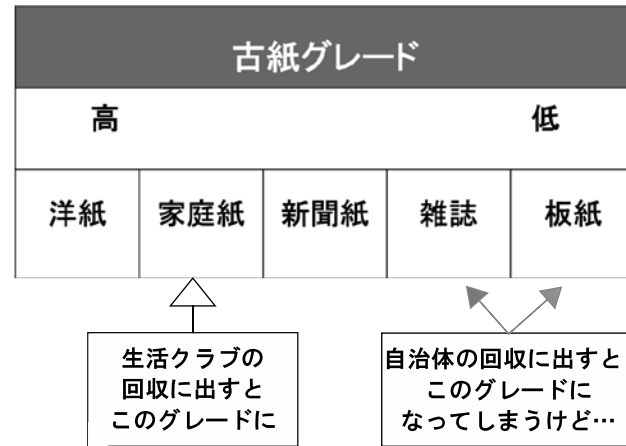 古紙グレード
高 低
洋紙 家庭紙 新聞紙 雑誌 板紙
生活クラブの
回収に出すと
このグレードに
自治体の回収に出すと
このグレードに
なってしまうけど…